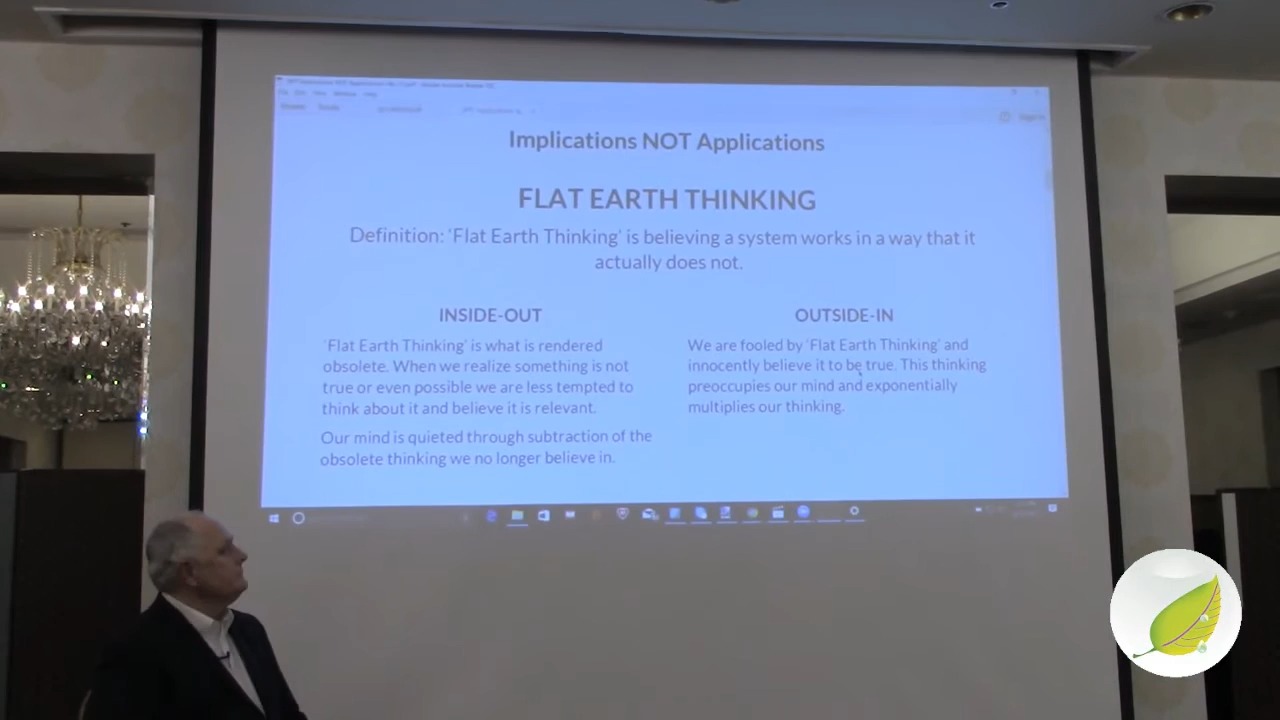 Implications NOT Applications
FLAT EARTH THINKING
Definition: 'Flat Earth Thinking' is believing a system works in a way that it
actually does not.
INSIDE-OUT
'Flat Earth Thinking' is what is rendered
obsolete. When we realize something is not
true or even possible we are less tempted to
think about it and believe it is relevant.
Our mind is quieted through subtraction of the
obsolete thinking we no longer believe in.
OUTSIDE-IN
We are fooled by 'Flat Earth Thinking' and
innocently believe it to be true. This thinking
preoccupies our mind and exponentially
multiplies our thinking.